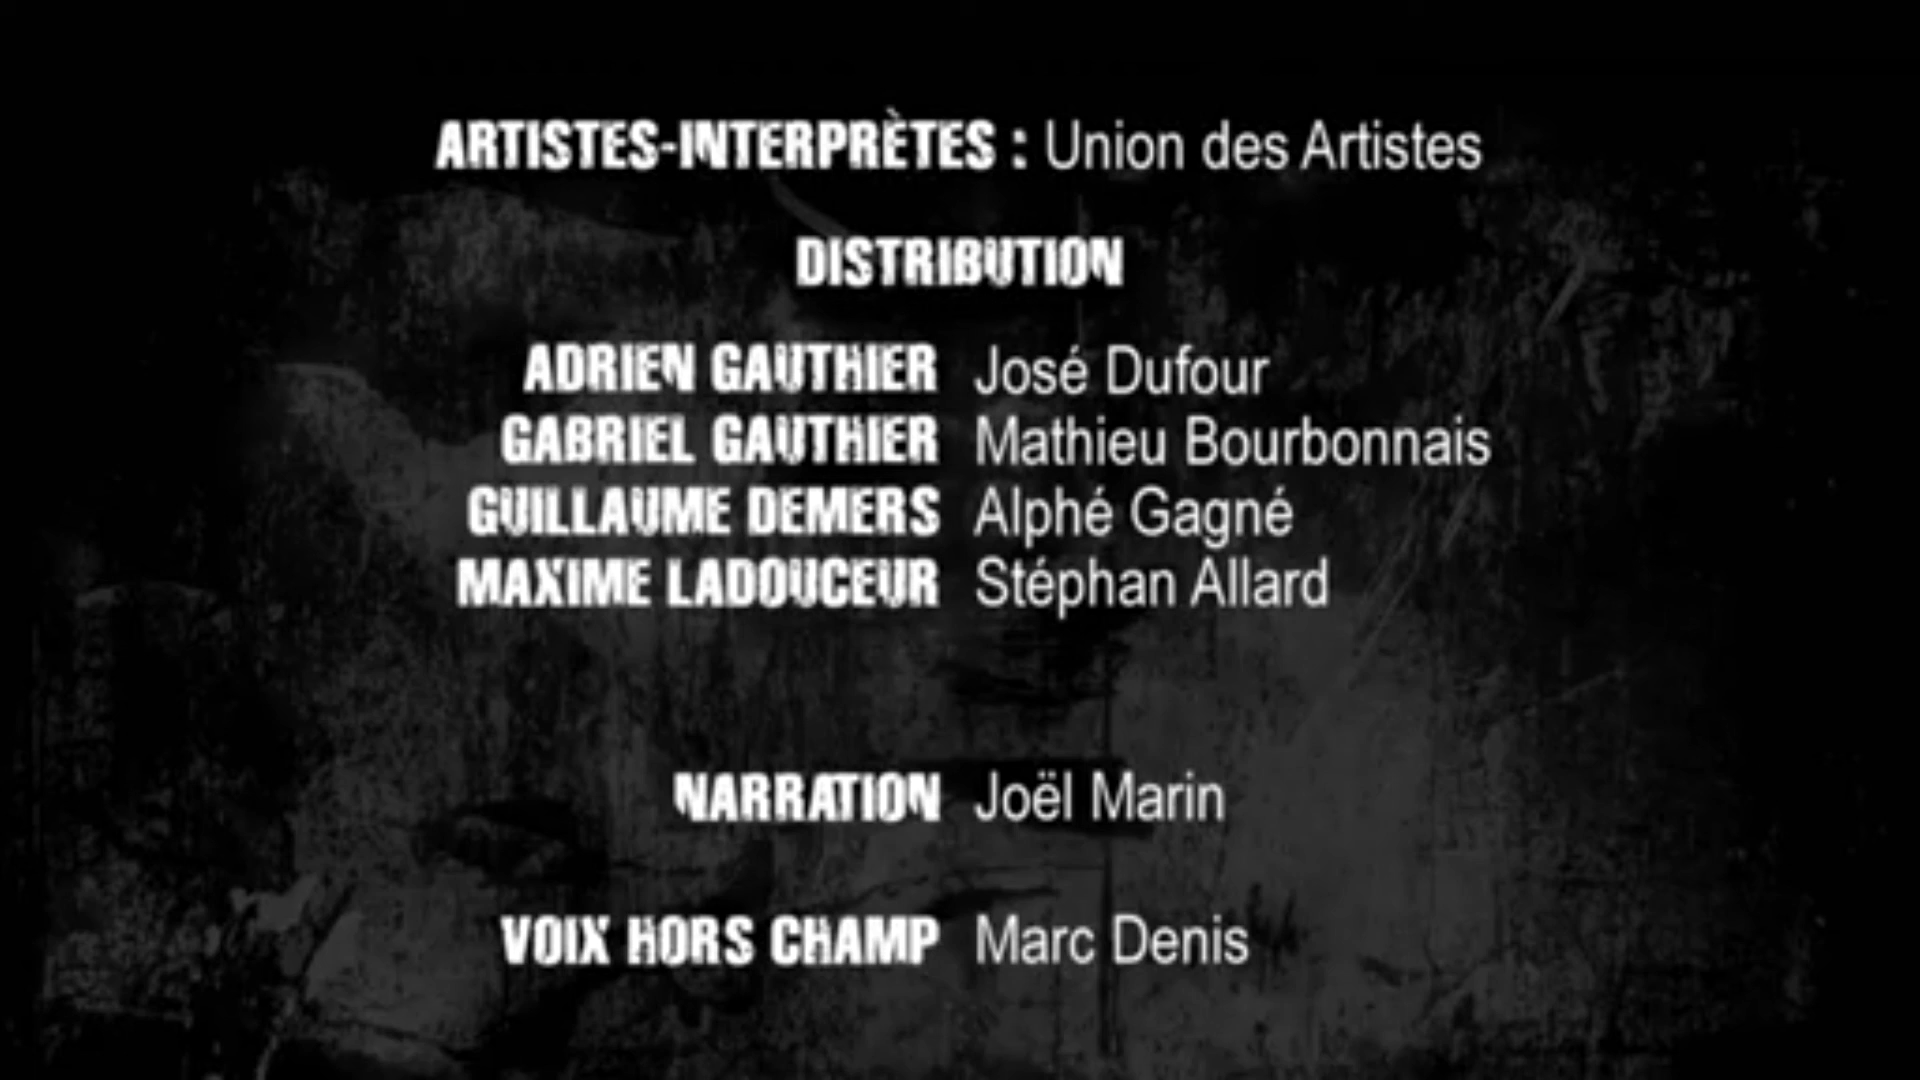 ARTISTES-INTERPRÈTES : Union des Artistes
DISTRIBUTION
ADRIEN GAUTHIER José Dufour
GABRIEL GAUTHIER Mathieu Bourbonnais
GUILLAUME DEMERS Alphé Gagné
MAXIME LADOUCEUR Stéphan Allard
NARRATION Joël Marin
VOIX HORS CHAMP Marc Denis